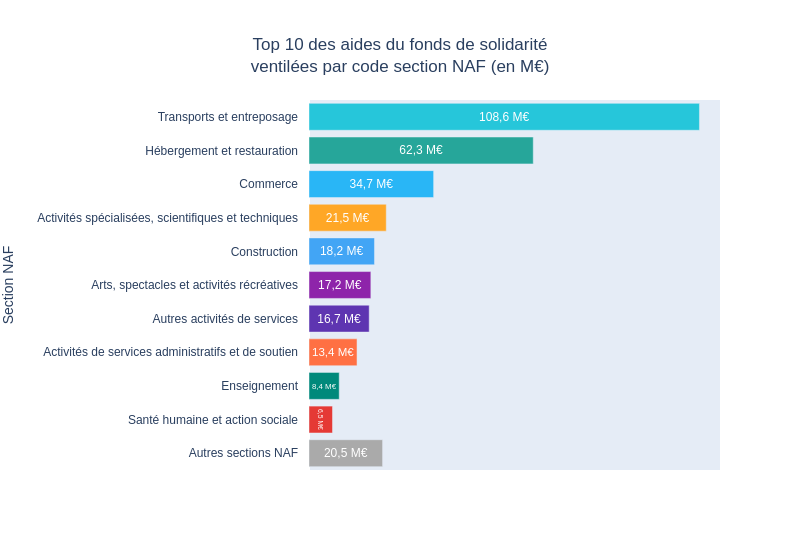 Top 10 des aides du fonds de solidarité
ventilées par code section NAF (en M€)
Section NAF
Transports et entreposage 108,6 M€
Hébergement et restauration 62,3 M€
Commerce 34,7 M€
Activités spécialisées, scientifiques et techniques 21,5 M€
Construction 18,2 M€
Arts, spectacles et activités récréatives 17,2 M€
Autres activités de services 16,7 M€
Activités de services administratifs et de soutien 13,4 M€
Enseignement 8,4 M€
Santé humaine et action sociale 6,5 M€
Autres sections NAF 20,5 M€